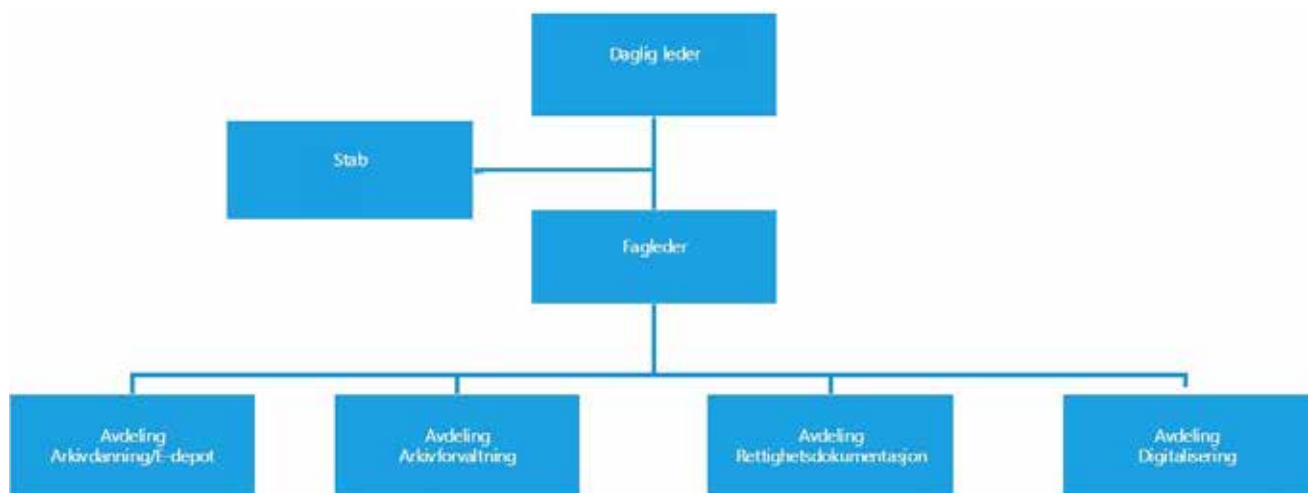 Daglig leder
Stab
Fagleder
Avdeling
Arkivdanning/E-depot
Avdeling
Arkivforvaltning
Avdeling
Rettighetsdokumentasjon
Avdeling
Digitalisering